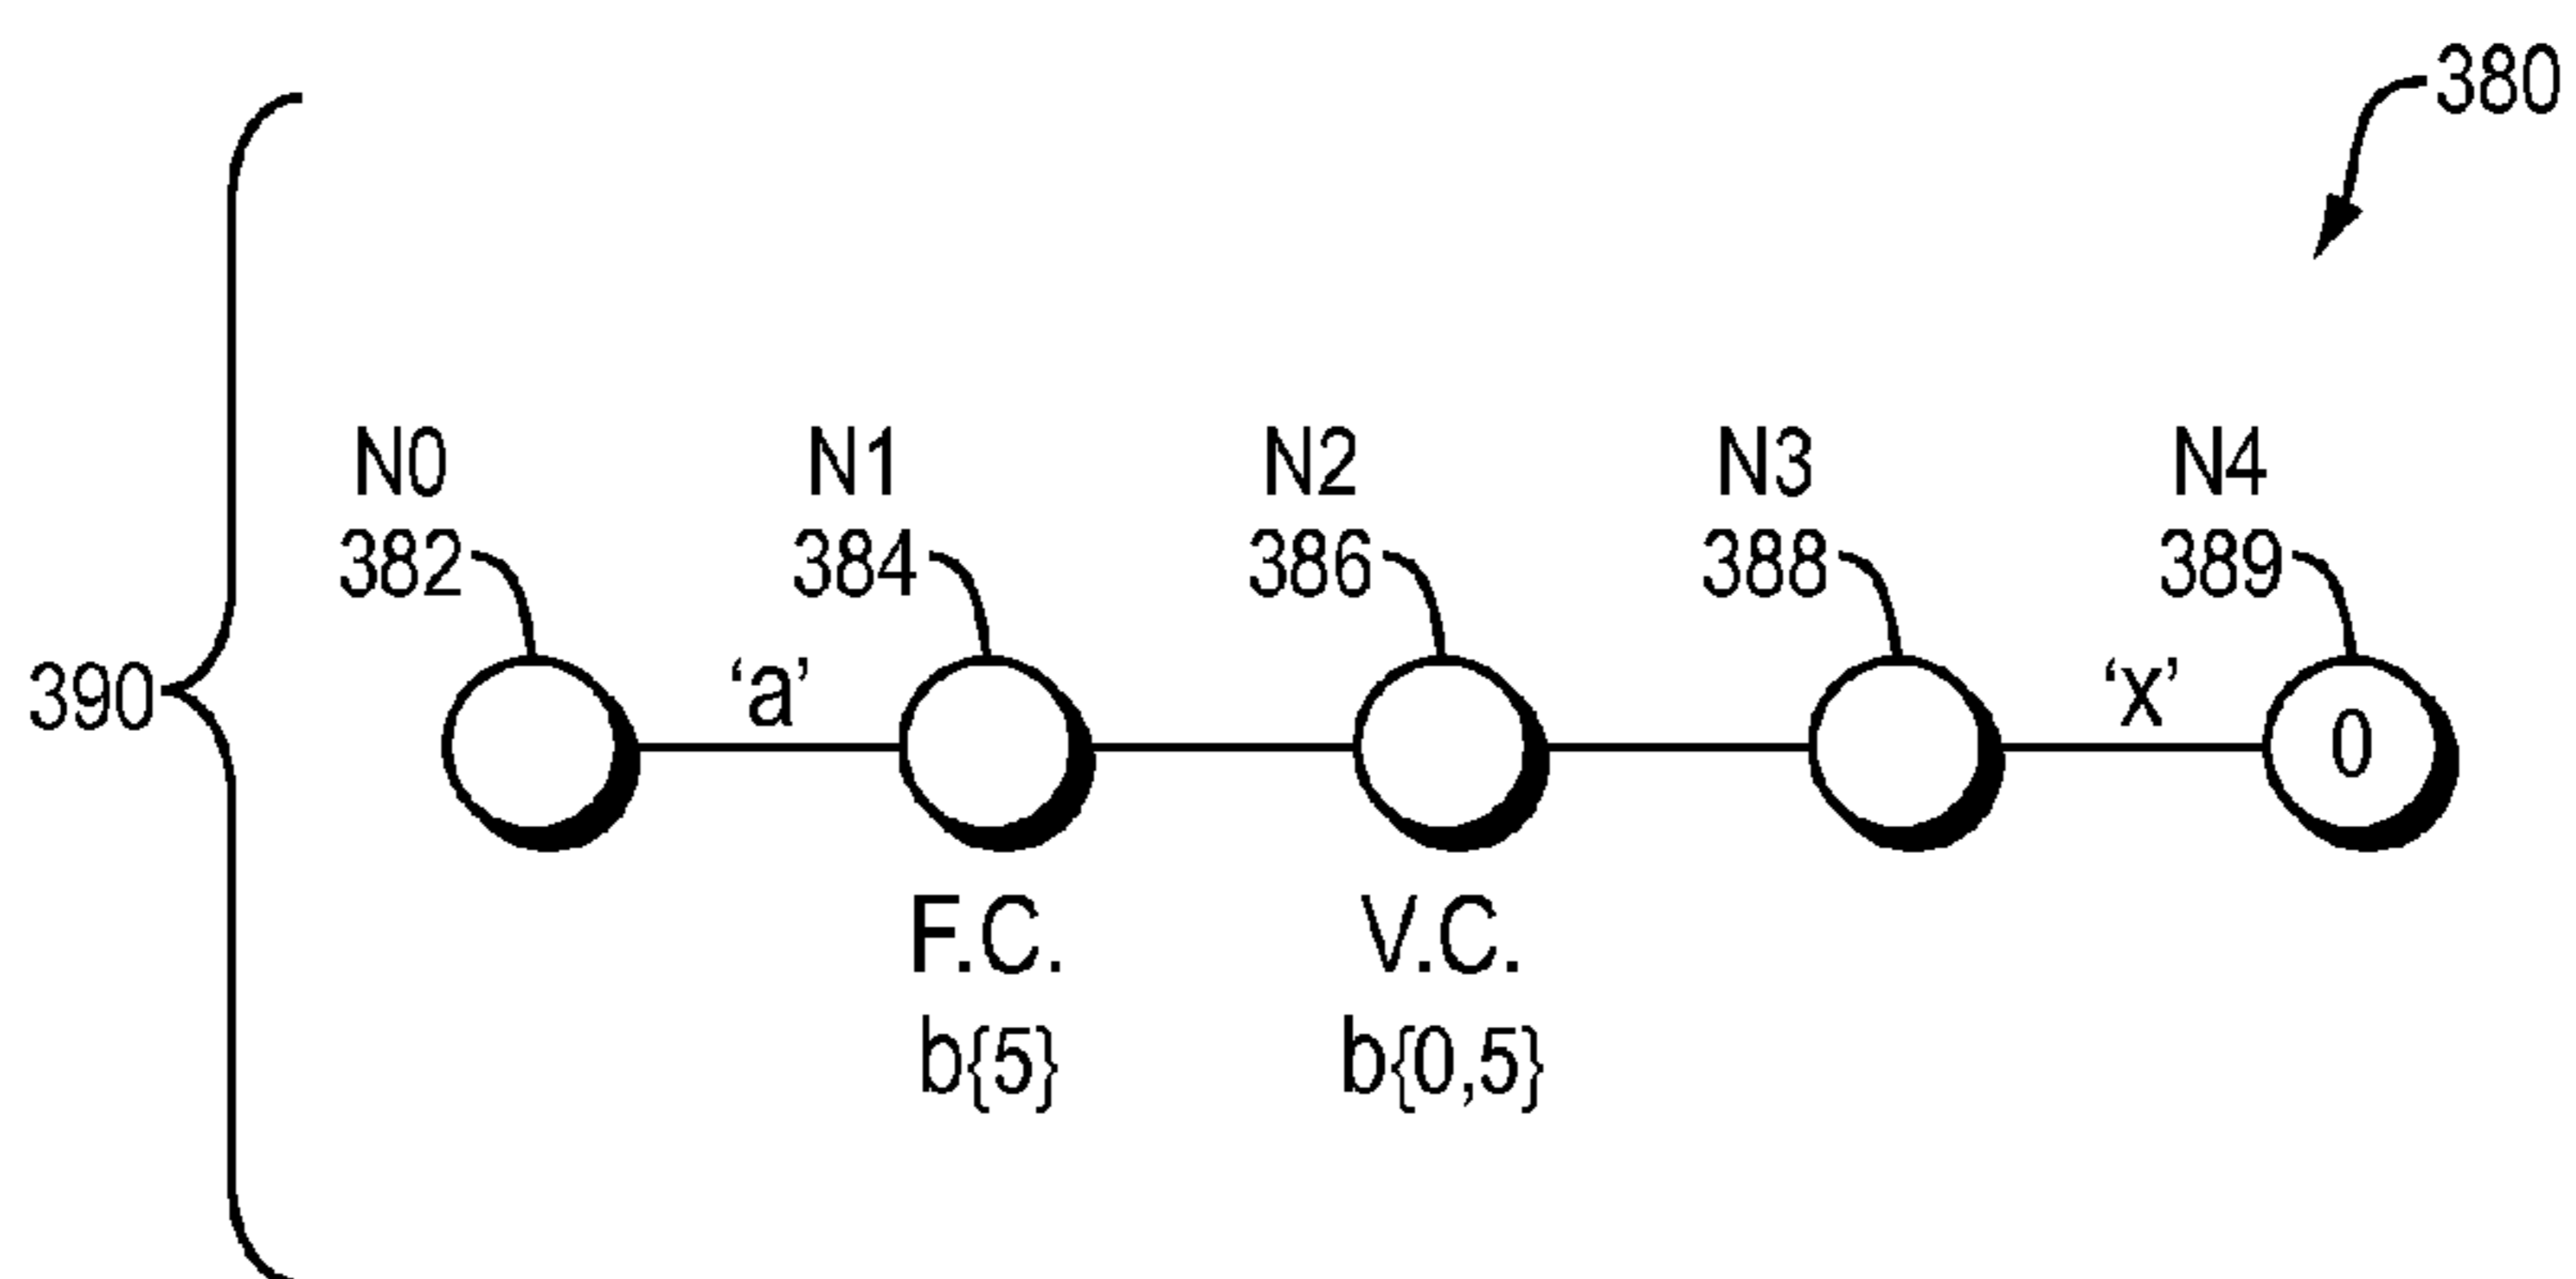 380
N0 N1 N2 N3 N4
382 384 386 388 389
390 ‘a’ ‘x’
0
F.C. V.C.
b{5} b{0,5}